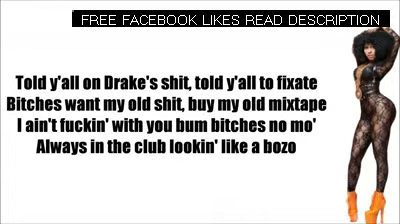 FREE FACEBOOK LIKES READ DESCRIPTION
Told y'all on Drake's shit, told y'all to fixate
Bitches want my old shit, buy my old mixtape
I ain't fuckin' with you bum bitches no mo'
Always in the club lookin' like a bozo